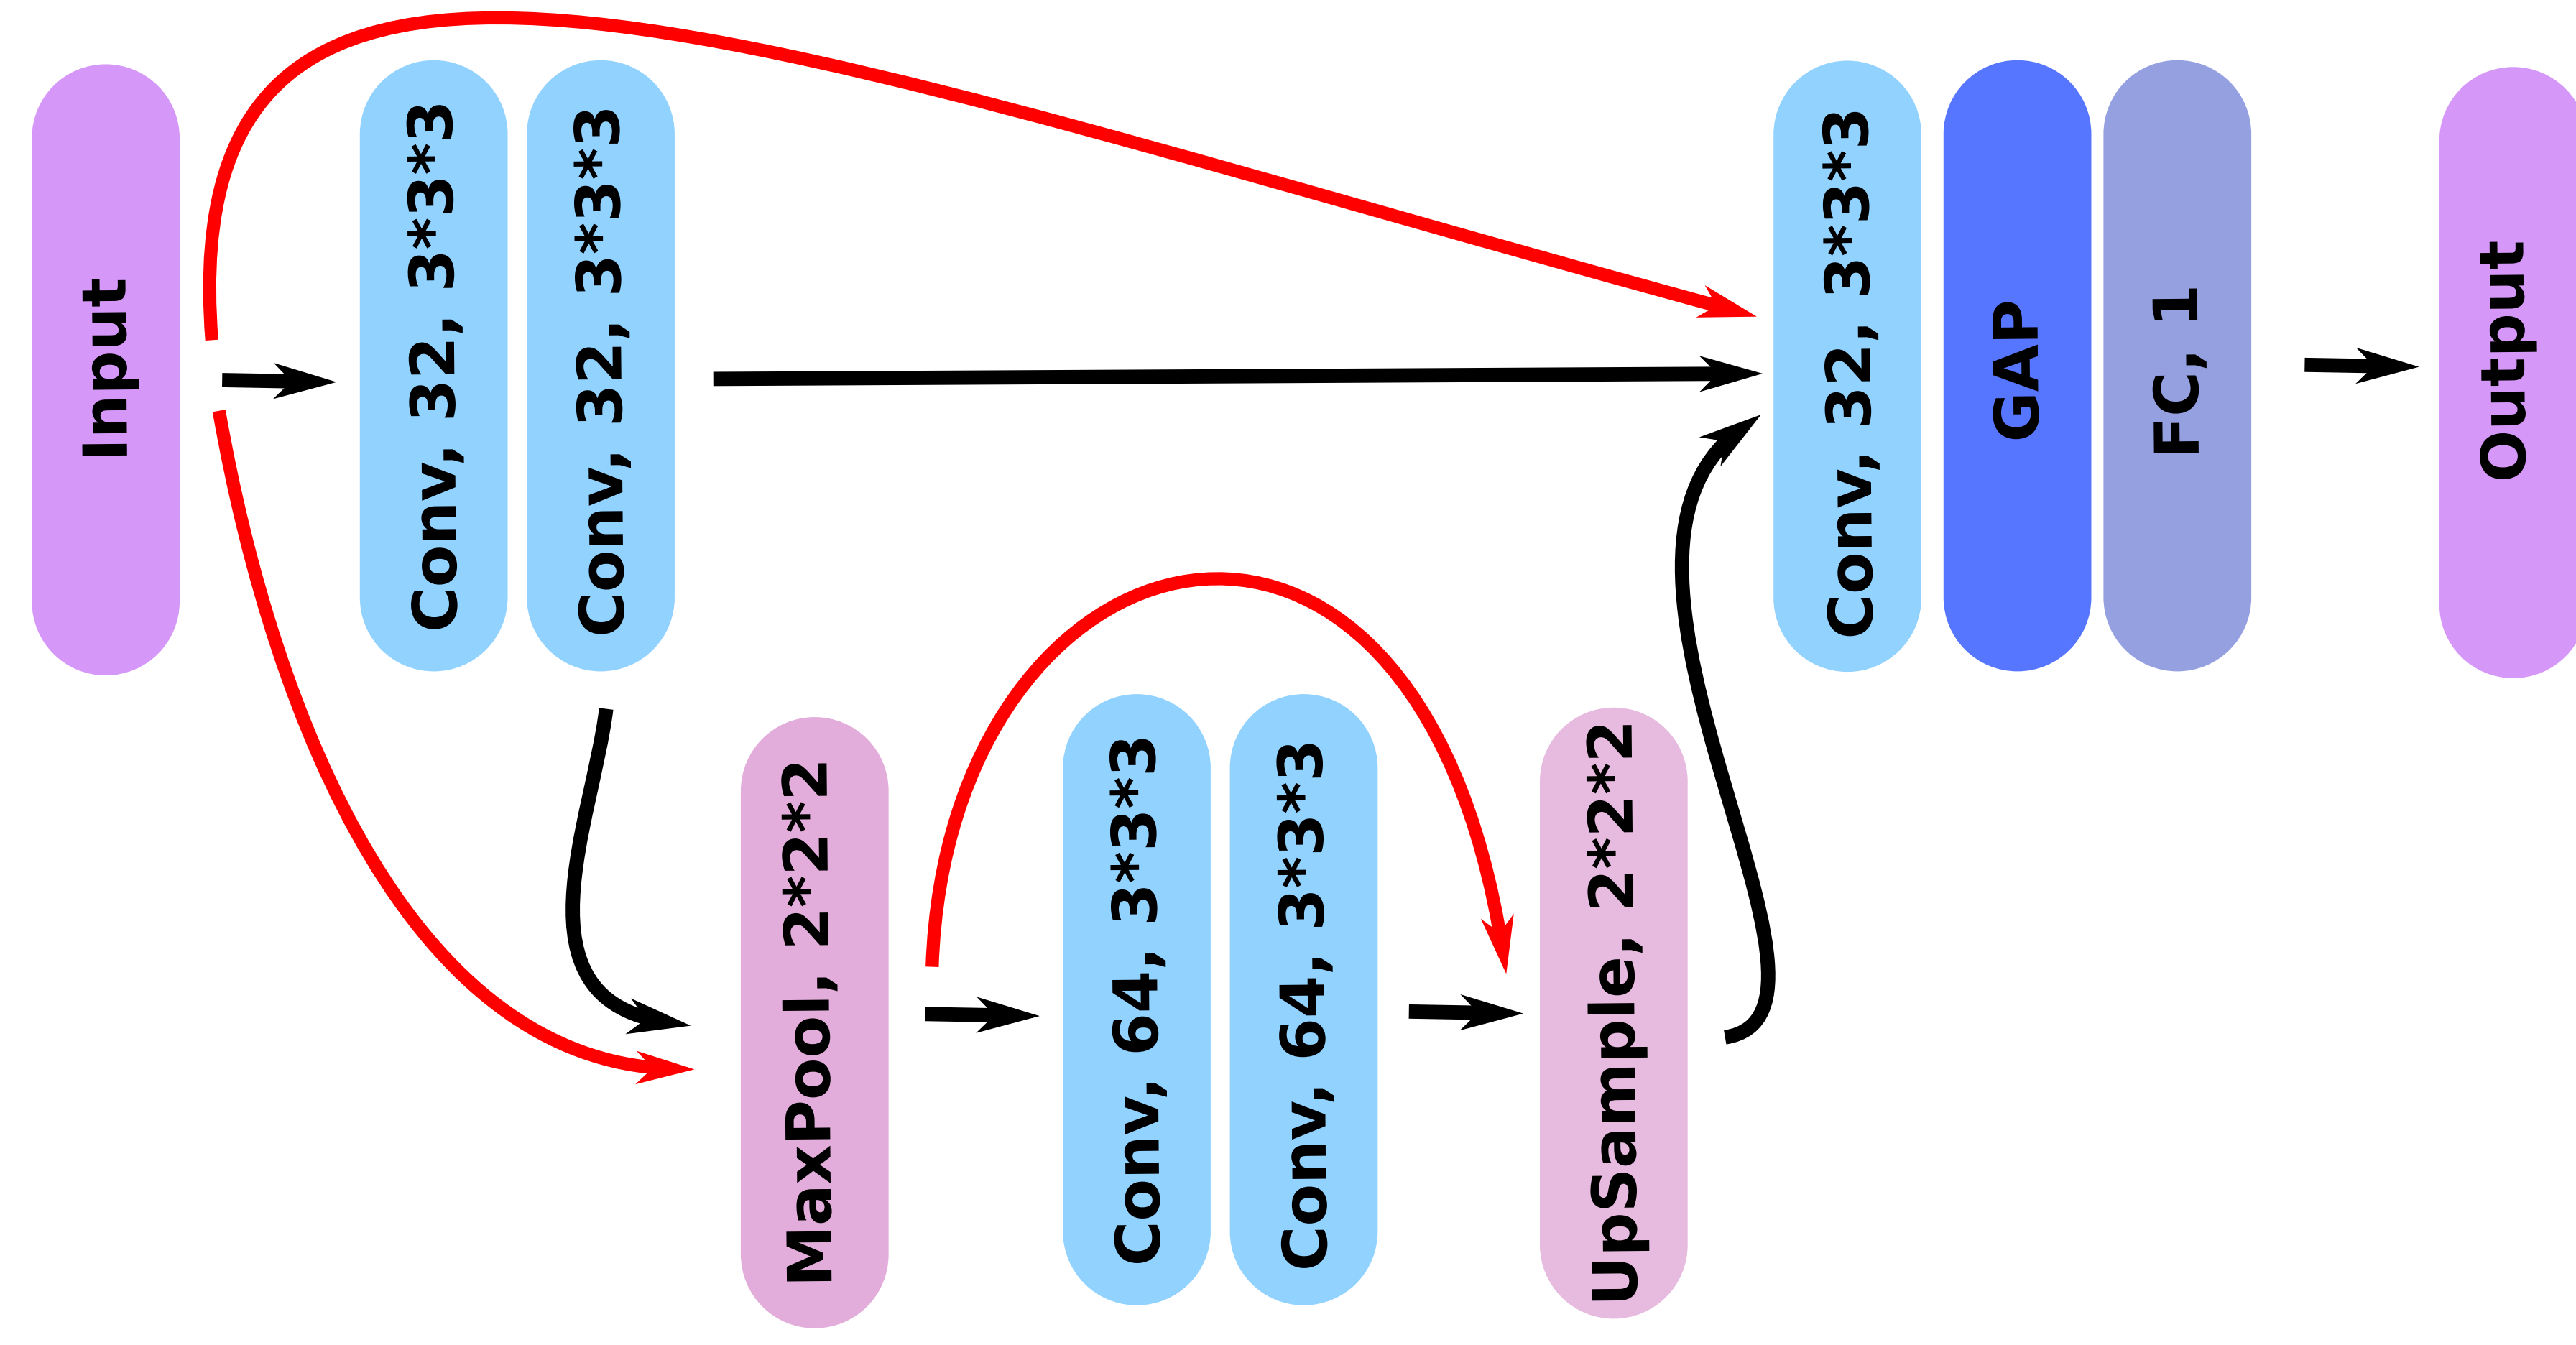 Input
Conv, 32, 3*3*3
Conv, 32, 3*3*3
Conv, 32, 3*3*3
GAP
FC, 1
Output
MaxPool, 2*2*2
Conv, 64, 3*3*3
Conv, 64, 3*3*3
UpSample, 2*2*2